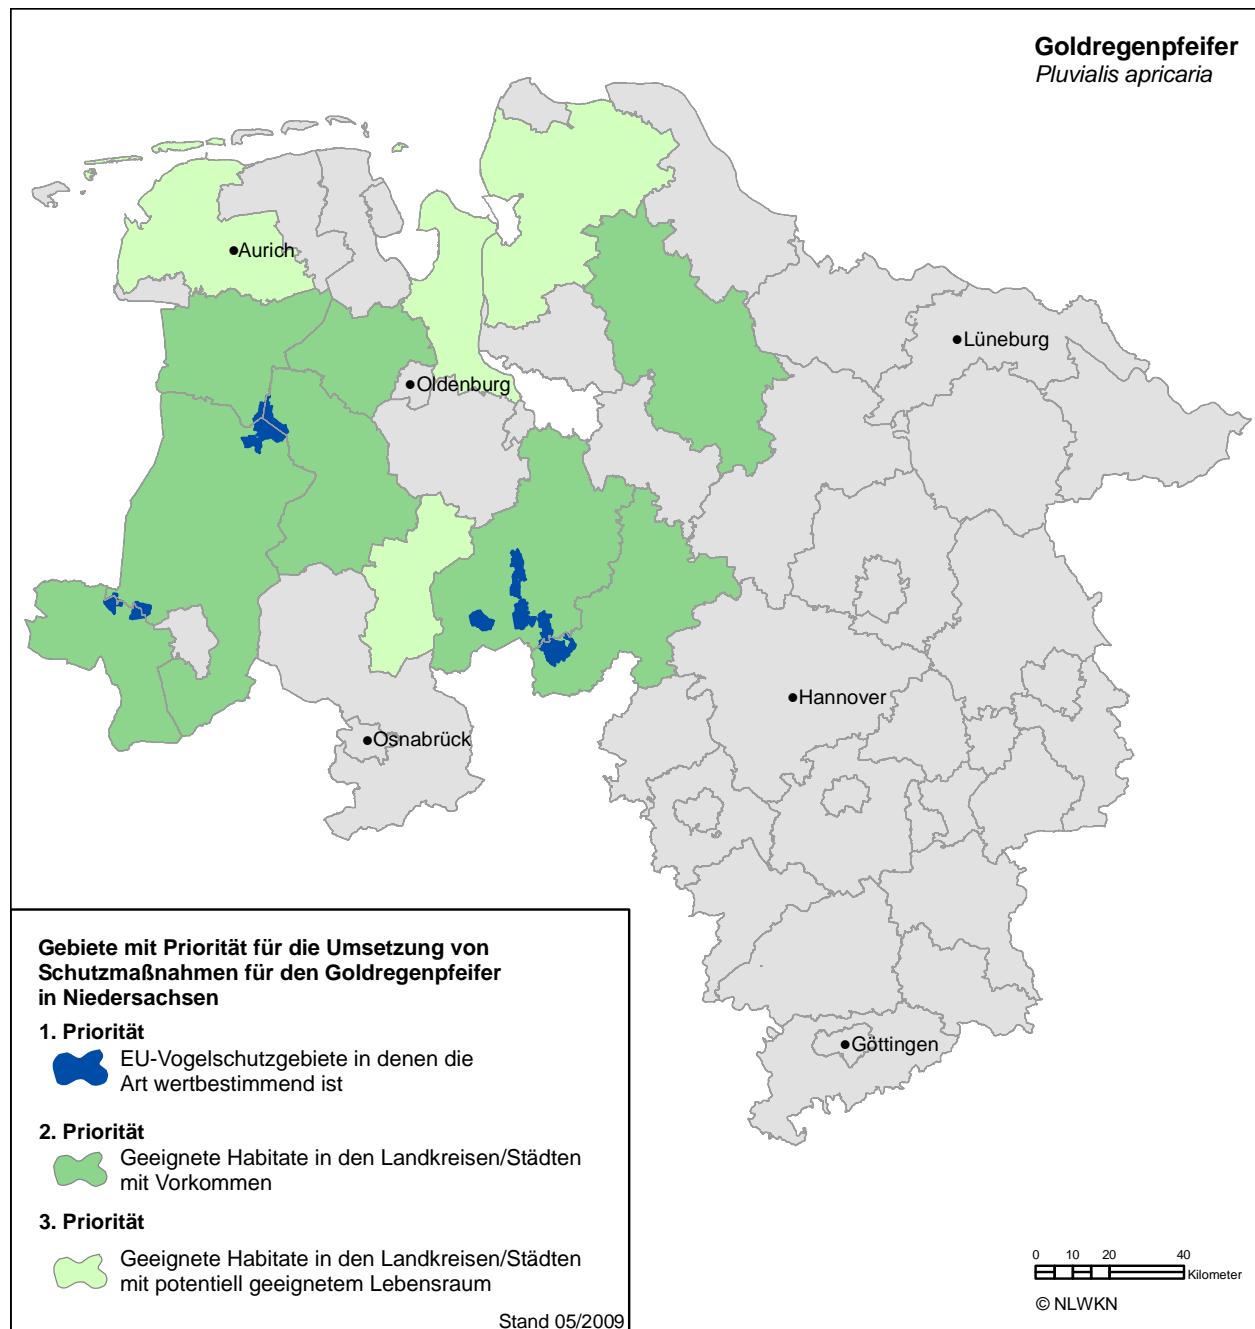 Goldregenpfeifer
Pluvialis apricaria
Aurich
Lüneburg
Oldenburg
Hannover
Osnabrück
Göttingen
Gebiete mit Priorität für die Umsetzung von
Schutzmaßnahmen für den Goldregenpfeifer
in Niedersachsen
1. Priorität
EU-Vogelschutzgebiete in denen die
Art wertbestimmend ist
2. Priorität
Geeignete Habitate in den Landkreisen/Städten
mit Vorkommen
3. Priorität
Geeignete Habitate in den Landkreisen/Städten
mit potentiell geeignetem Lebensraum
Stand 05/2009
0 10 20 40
Kilometer
© NLWKN